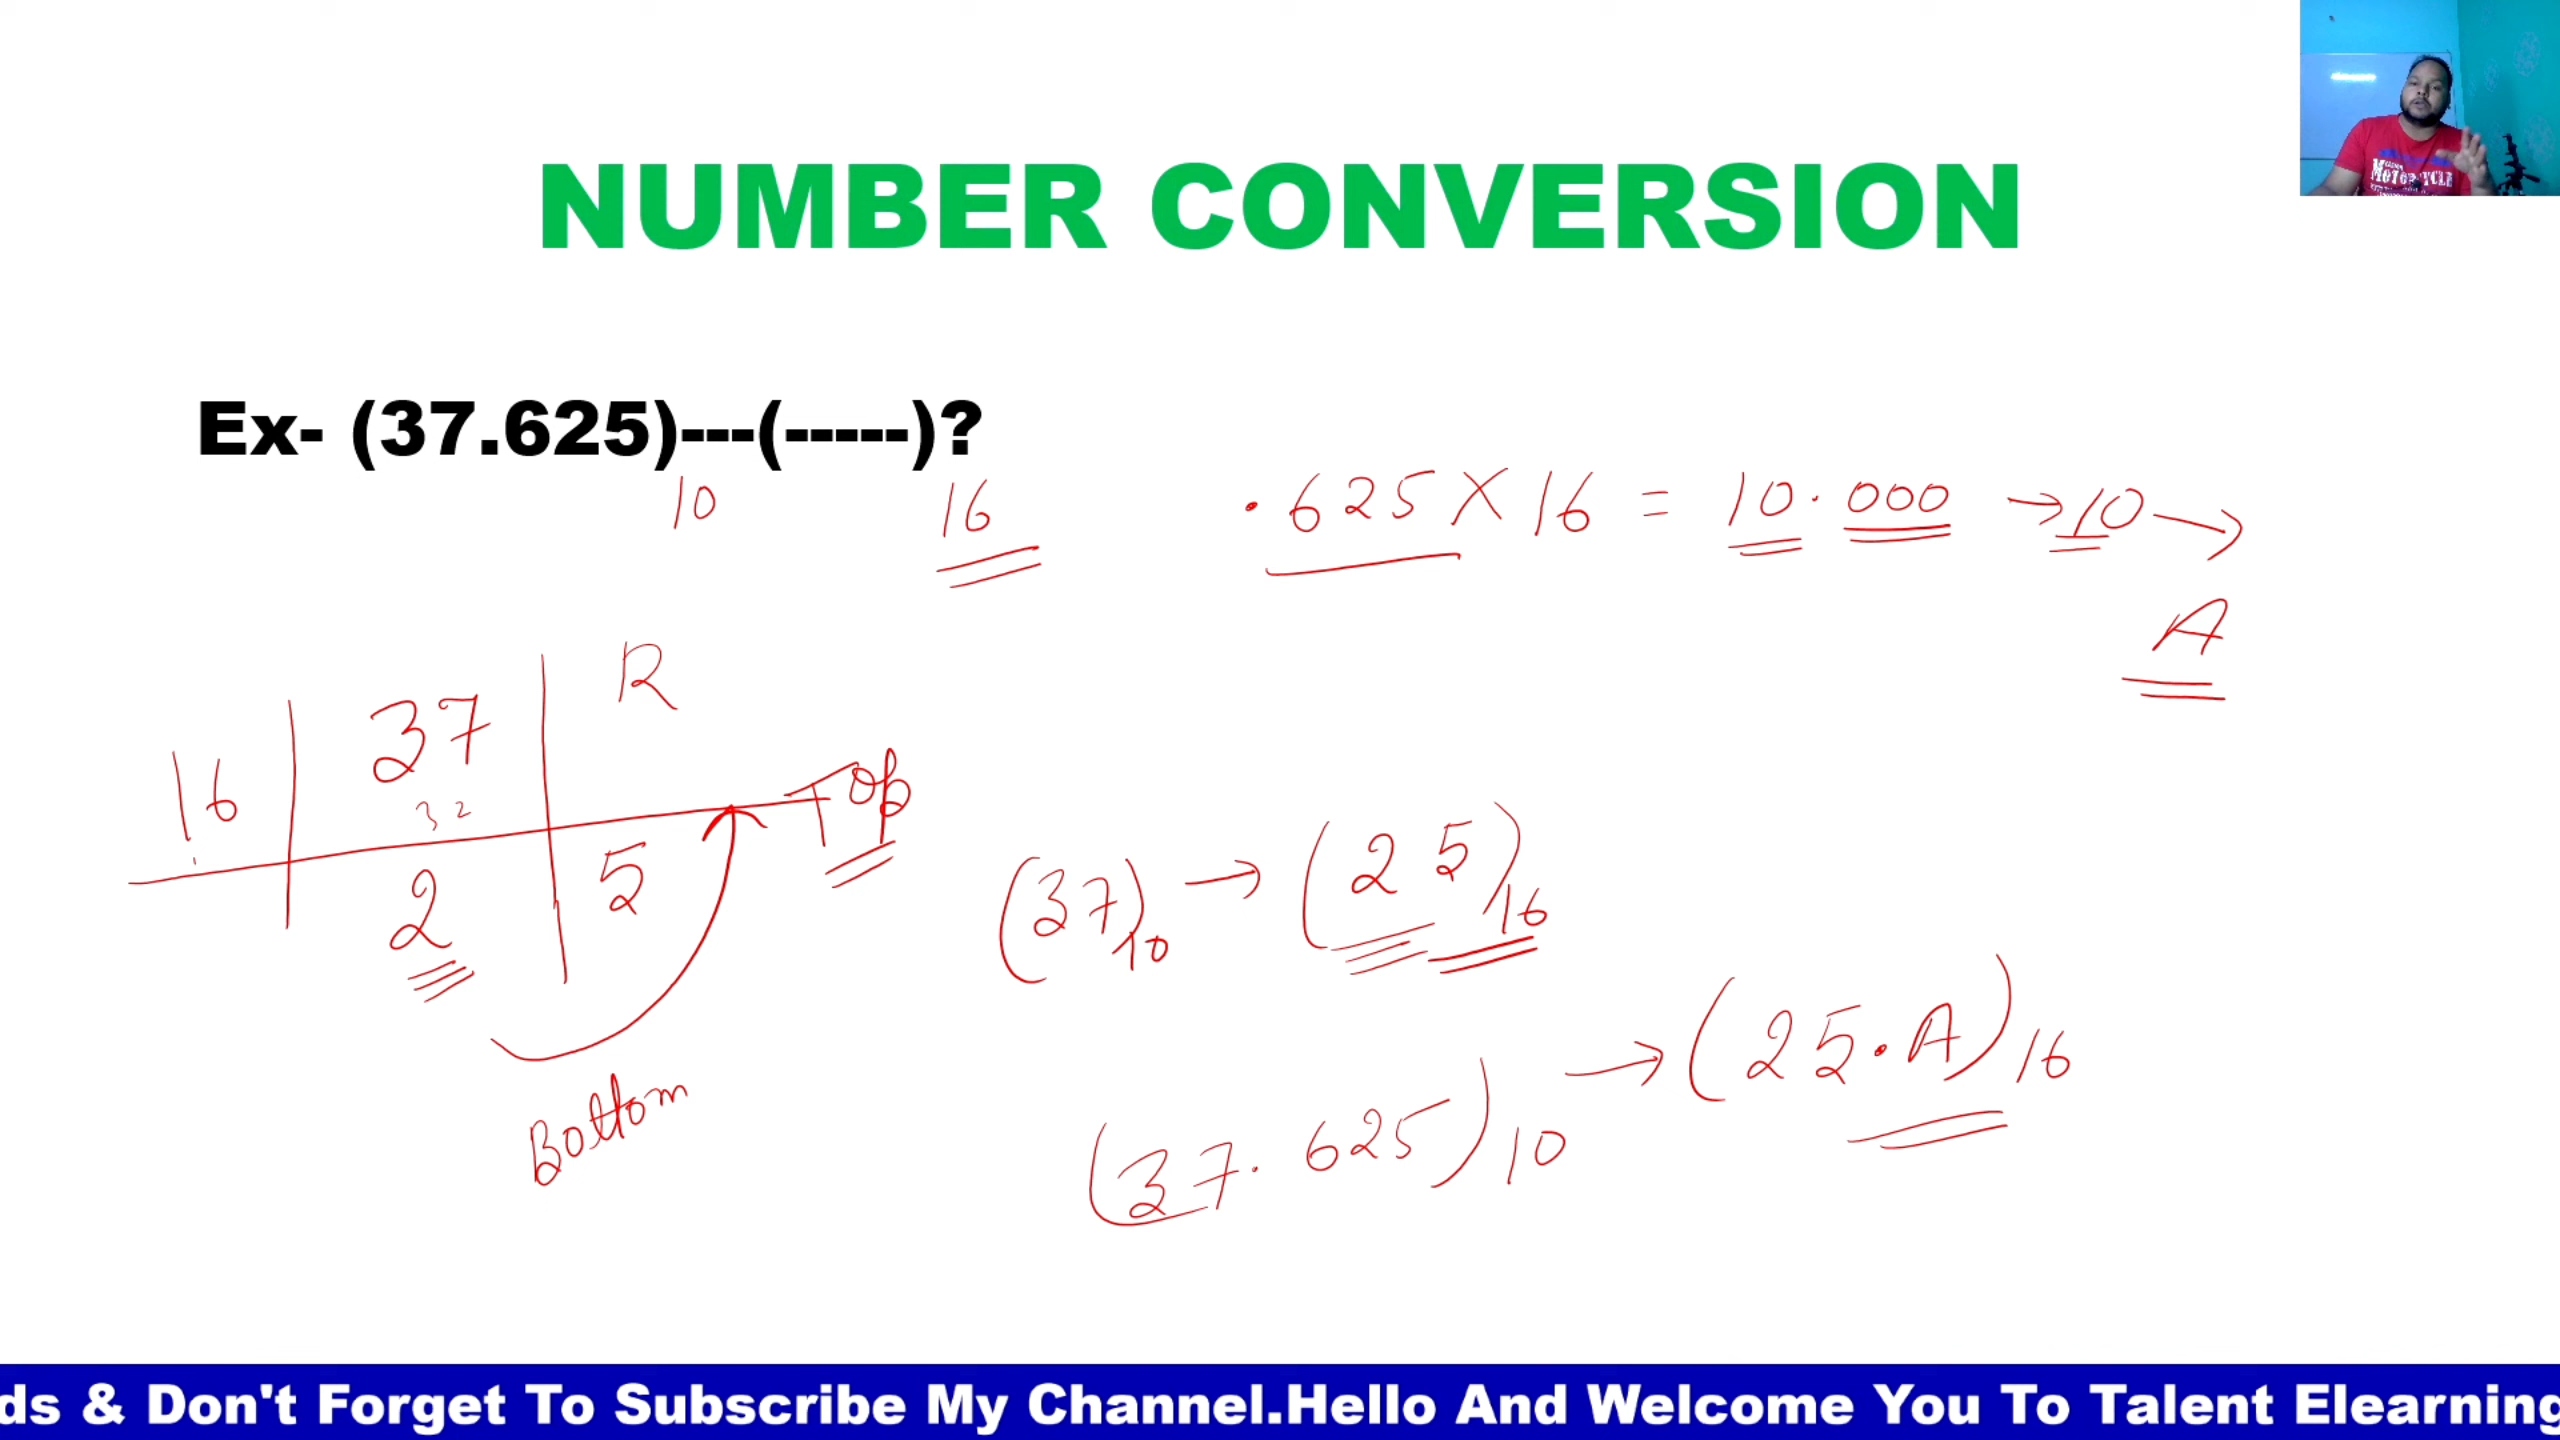 NUMBER CONVERSION
Ex- (37.625)---(-----)?
10
16
.625 X 16 = 10.000 → 10 →
A
R
16 37
32
2 5
Top
Bottom
(37)10 → (25)16
(37.625)10 → (25.A)16
MOTORCYCLE
ds & Don't Forget To Subscribe My Channel.Hello And Welcome You To Talent Elearning